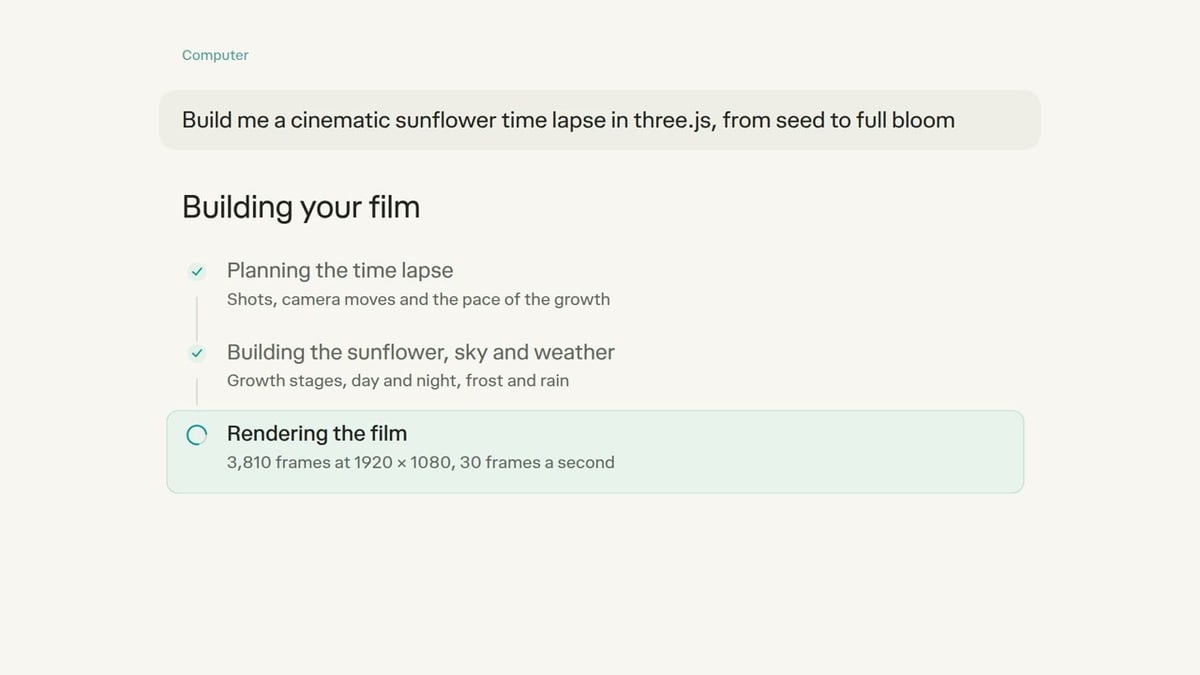 Computer
Build me a cinematic sunflower time lapse in three.js, from seed to full bloom
Building your film
Planning the time lapse
Shots, camera moves and the pace of the growth
Building the sunflower, sky and weather
Growth stages, day and night, frost and rain
Rendering the film
3,810 frames at 1920 × 1080, 30 frames a second